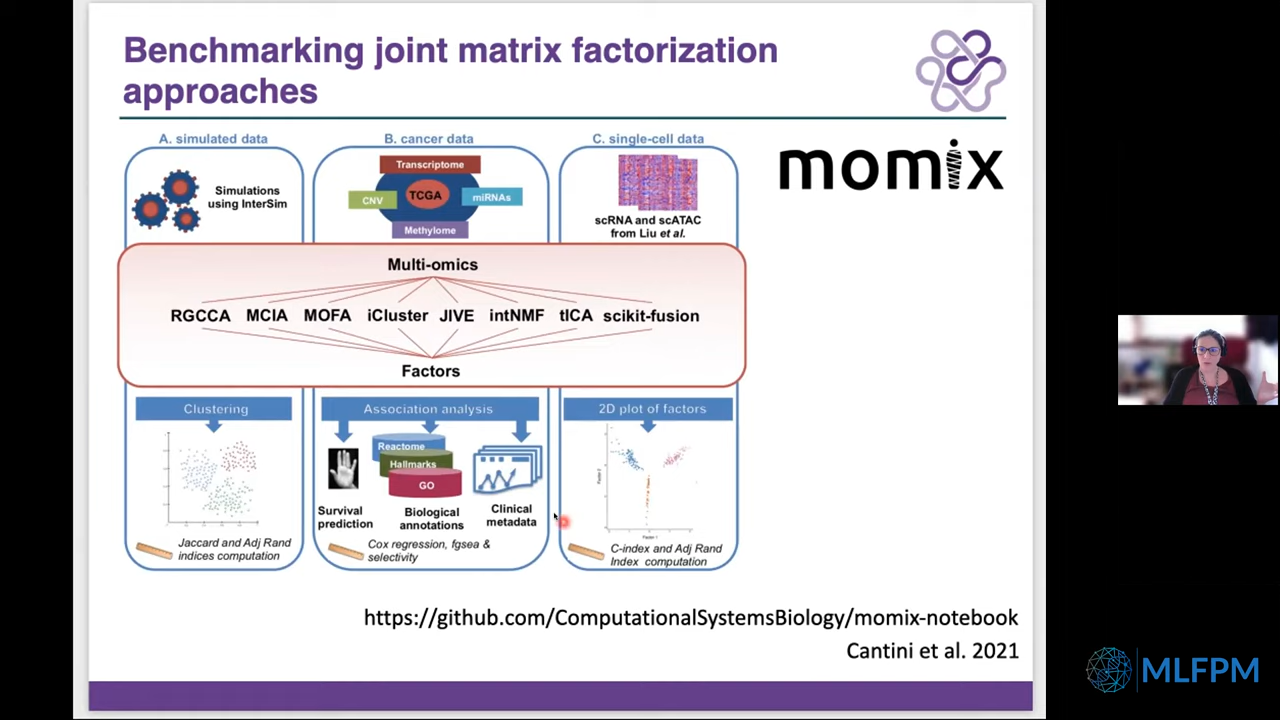 Benchmarking joint matrix factorization
approaches
momix
A. simulated data
Simulations
using InterSim
B. cancer data
Transcriptome
TCGA
CNV
miRNAs
Methylome
C. single-cell data
scRNA and scATAC
from Liu et al.
Multi-omics
RGCCA MCIA MOFA iCluster JIVE intNMF tICA scikit-fusion
Factors
Clustering
Jaccard and Adj Rand
indices computation
Association analysis
Reactome
Hallmarks
GO
Survival
prediction
Biological
annotations
Clinical
metadata
Cox regression, fgsea &
selectivity
2D plot of factors
Factor 2
Factor 1
C-index and Adj Rand
Index computation
https://github.com/ComputationalSystemsBiology/momix-notebook
Cantini et al. 2021
MLFPM